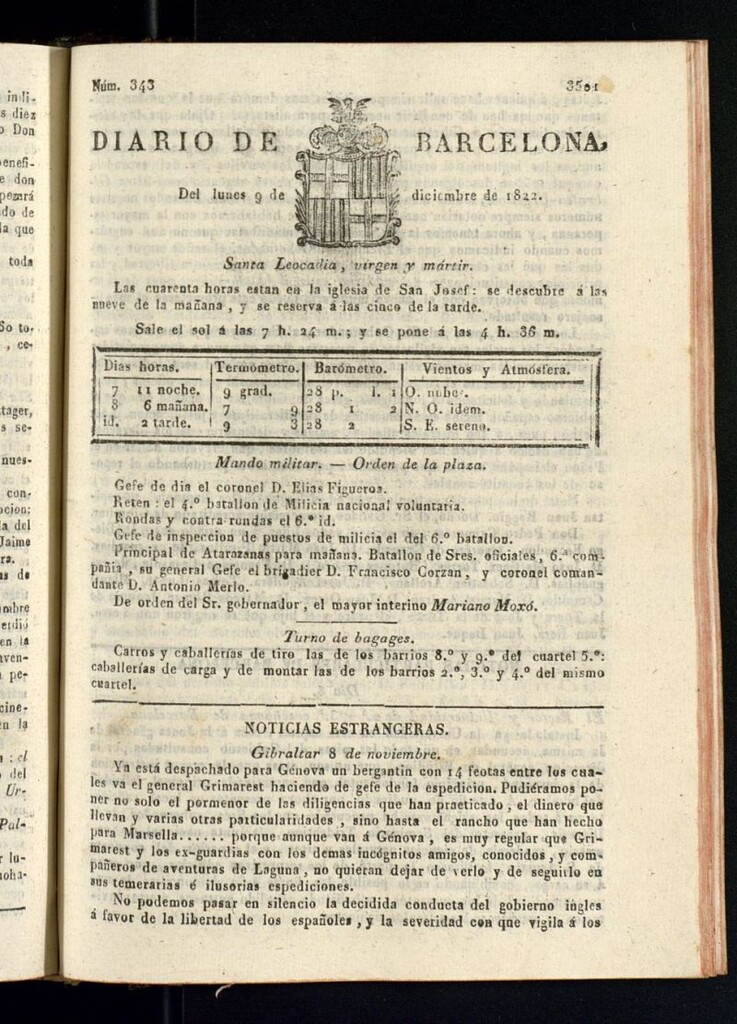 Núm. 343 3501
DIARIO DE BARCELONA,
Del lunes 9 de diciembre de 1822.
Santa Leocadia, virgen y mártir.
Las cuarenta horas estan en la iglesia de San Josef: se descubre á las
nueve de la mañana, y se reserva á las cinco de la tarde.
Sale el sol á las 7 h. 24 m.; y se pone á las 4 h. 36 m.
Dias horas. Termómetro. Barómetro. Vientos y Atmósfera.
7 11 noche. 9 grad. 28 p. l. 1 O. nubes.
8 6 mañana. 7 9 28 1 2 N. O. idem.
id. 2 tarde. 9 3 28 2 S. E. sereno.
Mando militar. — Orden de la plaza.
Gefe de dia el coronel D. Elias Figueroa.
Reten: el 4.º batallon de Milicia nacional voluntaria.
Rondas y contra rondas el 6.º id.
Gefe de inspeccion de puestos de milicia el del 6.º batallon.
Principal de Atarazanas para mañana. Batallon de Sres. oficiales, 6.ª com-
pañia, su general Gefe el brigadier D. Francisco Corzan, y coronel coman-
dante D. Antonio Merlo.
De orden del Sr. gobernador, el mayor interino Mariano Moxó.
Turno de bagages.
Carros y caballerías de tiro las de los barrios 8.º y 9.º del cuartel 5.º:
caballerías de carga y de montar las de los barrios 2.º, 3.º y 4.º del mismo
cuartel.
NOTICIAS ESTRANGERAS.
Gibraltar 8 de noviembre.
Ya está despachado para Génova un bergantin con 14 feotas entre los cua-
les va el general Grimarest haciendo de gefe de la espedicion. Pudiéramos po-
ner no solo el pormenor de las diligencias que han practicado, el dinero que
llevan y varias otras particularidades, sino hasta el rancho que han hecho
para Marsella...... porque aunque van á Génova, es muy regular que Gri-
marest y los ex-guardias con los demas incógnitos amigos, conocidos, y com-
pañeros de aventuras de Laguna, no quieran dejar de verlo y de seguirlo en
sus temerarias é ilusorias espediciones.
No podemos pasar en silencio la decidida conducta del gobierno ingles
á favor de la libertad de los españoles, y la severidad con que vigila á los